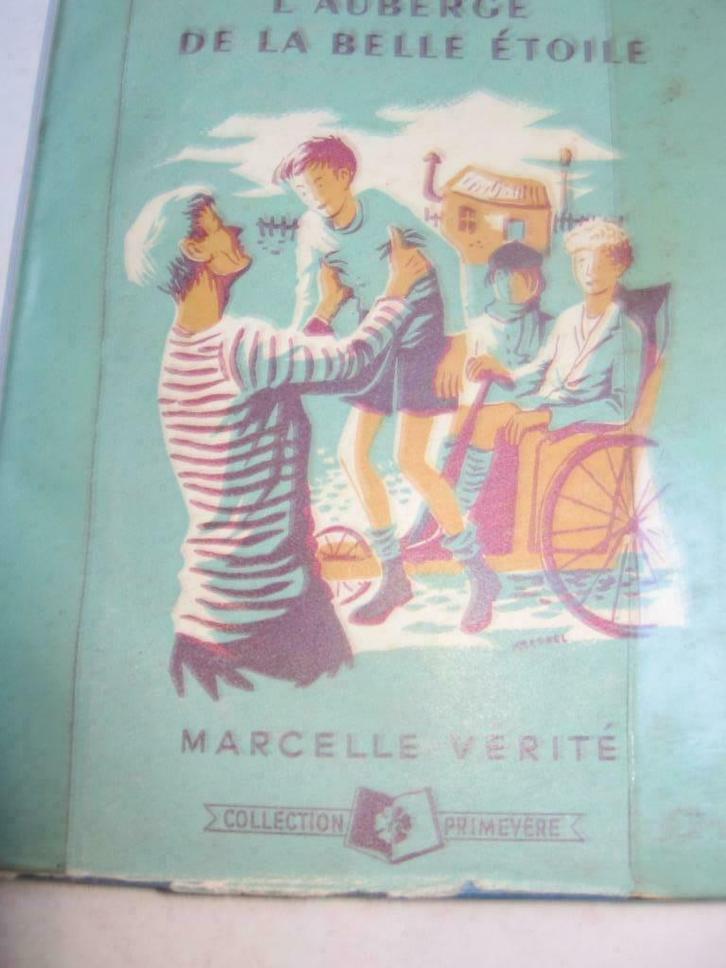 L'AUBERGE
DE LA BELLE ÉTOILE
MARCELLE VÉRITÉ
COLLECTION PRIMEVÈRE